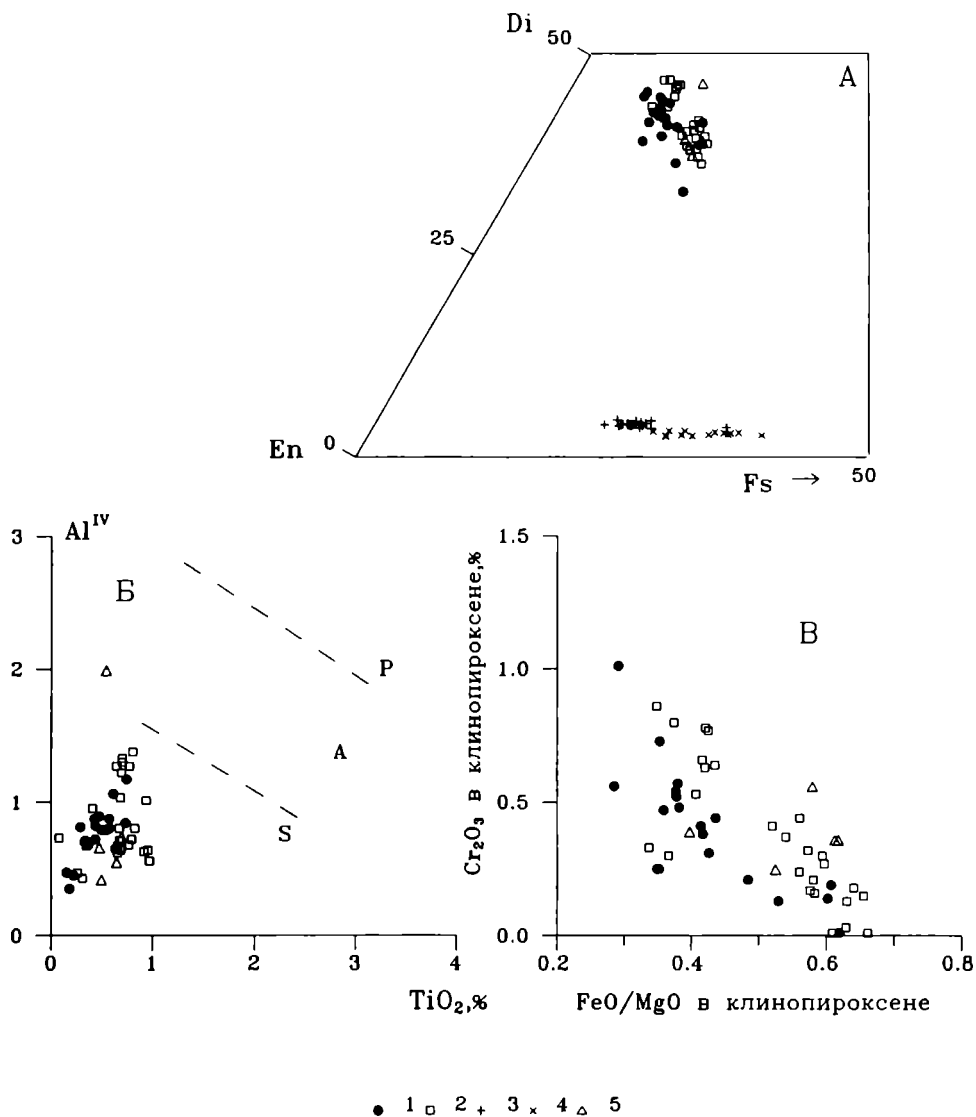 Di
50
А
25
En
0
Fs →
50
3
Al^IV
Б
2
P
A
1
S
0
0
1
2
3
4
TiO₂,%
1.5
Cr₂O₃ в клинопироксене,%
В
1.0
0.5
0.0
0.2
0.4
0.6
0.8
FeO/MgO в клинопироксене
● 1 □ 2 + 3 × 4 △ 5